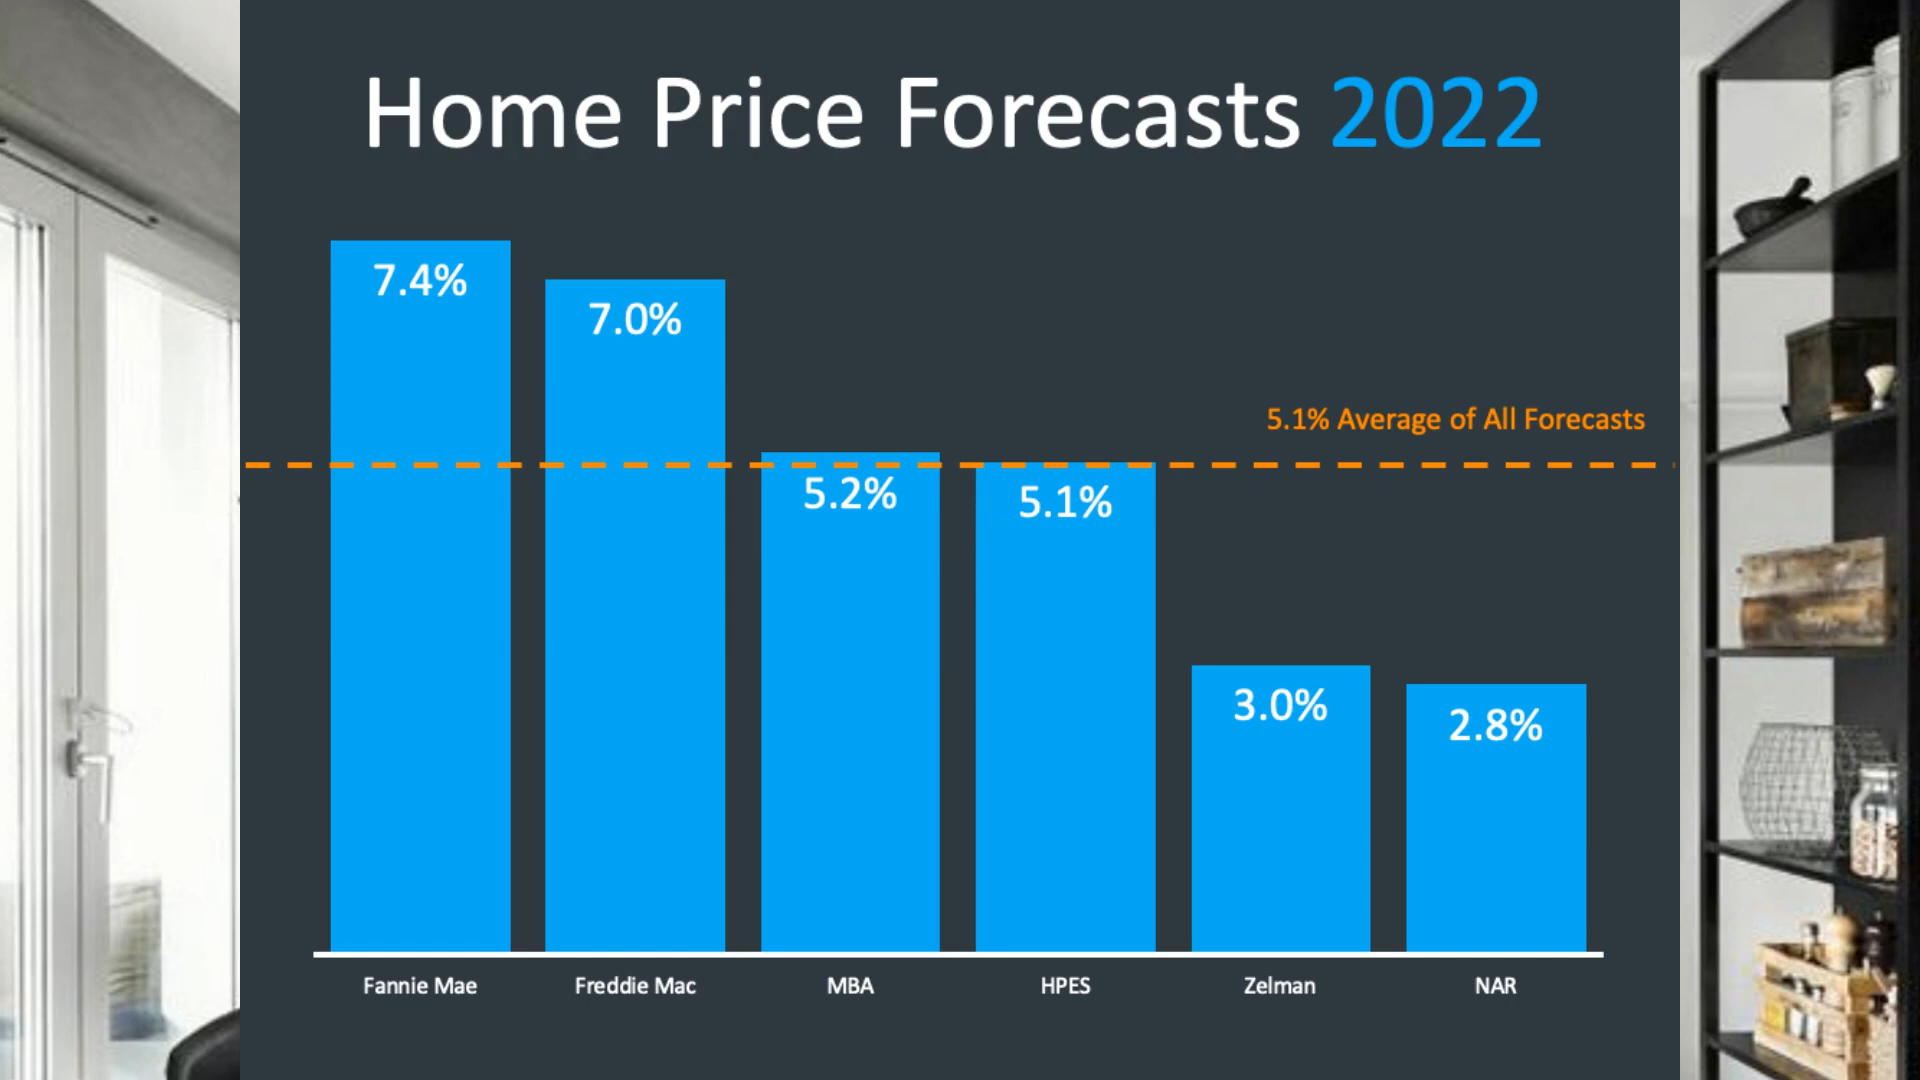 Home Price Forecasts 2022
7.4%
7.0%
5.1% Average of All Forecasts
5.2%
5.1%
3.0%
2.8%
Fannie Mae
Freddie Mac
MBA
HPES
Zelman
NAR